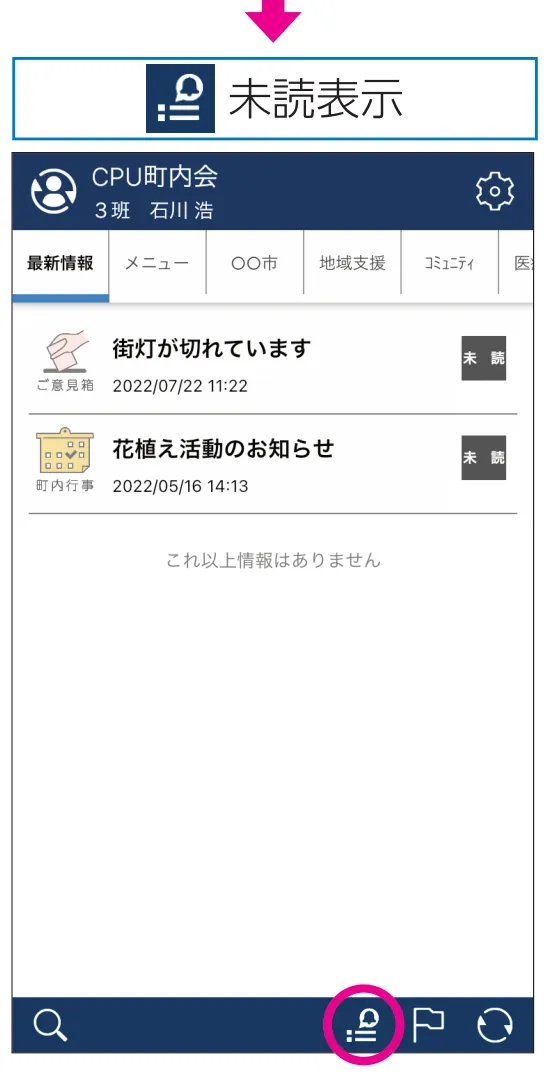 未読表示
CPU町内会
3班 石川 浩
最新情報 メニュー 〇〇市 地域支援 ｺﾐｭﾆﾃｨ 医
街灯が切れています
未 読
ご意見箱 2022/07/22 11:22
花植え活動のお知らせ
未 読
町内行事 2022/05/16 14:13
これ以上情報はありません